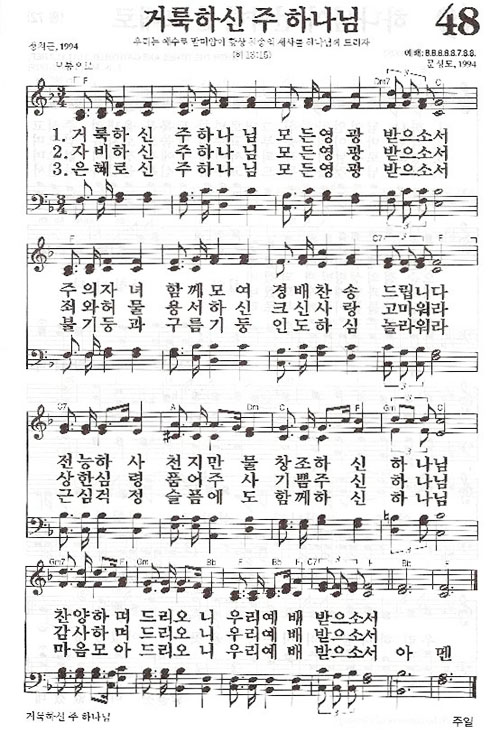 거룩하신 주 하나님
48
1994
우리는 예수로 말미암아 항상 찬송의 제사를 하나님께 드리자
(히 13:15)
예배: 8.8.8.8.8.7.8.8.
문성모, 1994
F Dm7 C
1. 거룩하신 주하나님 모든영광 받으소서
2. 자비하신 주하나님 모든영광 받으소서
3. 은혜로신 주하나님 모든영광 받으소서
F C7 F
주의자녀 함께모여 경배찬송 드립니다
죄와허물 용서하신 크신사랑 고마워라
불기둥과 구름기둥 인도하심 놀라워라
C7 F A Dm C F Gm C
전능하사 천지만물 창조하신 하나님
상한심령 품어주사 기쁨주신 하나님
근심걱정 슬픔에도 함께하신 하나님
Gm7 F Gm Bb F Bb F C7 F Bb F
찬양하며 드리오니 우리예배 받으소서
감사하며 드리오니 우리예배 받으소서
마음모아 드리오니 우리예배 받으소서 아멘
거룩하신 주 하나님
주일